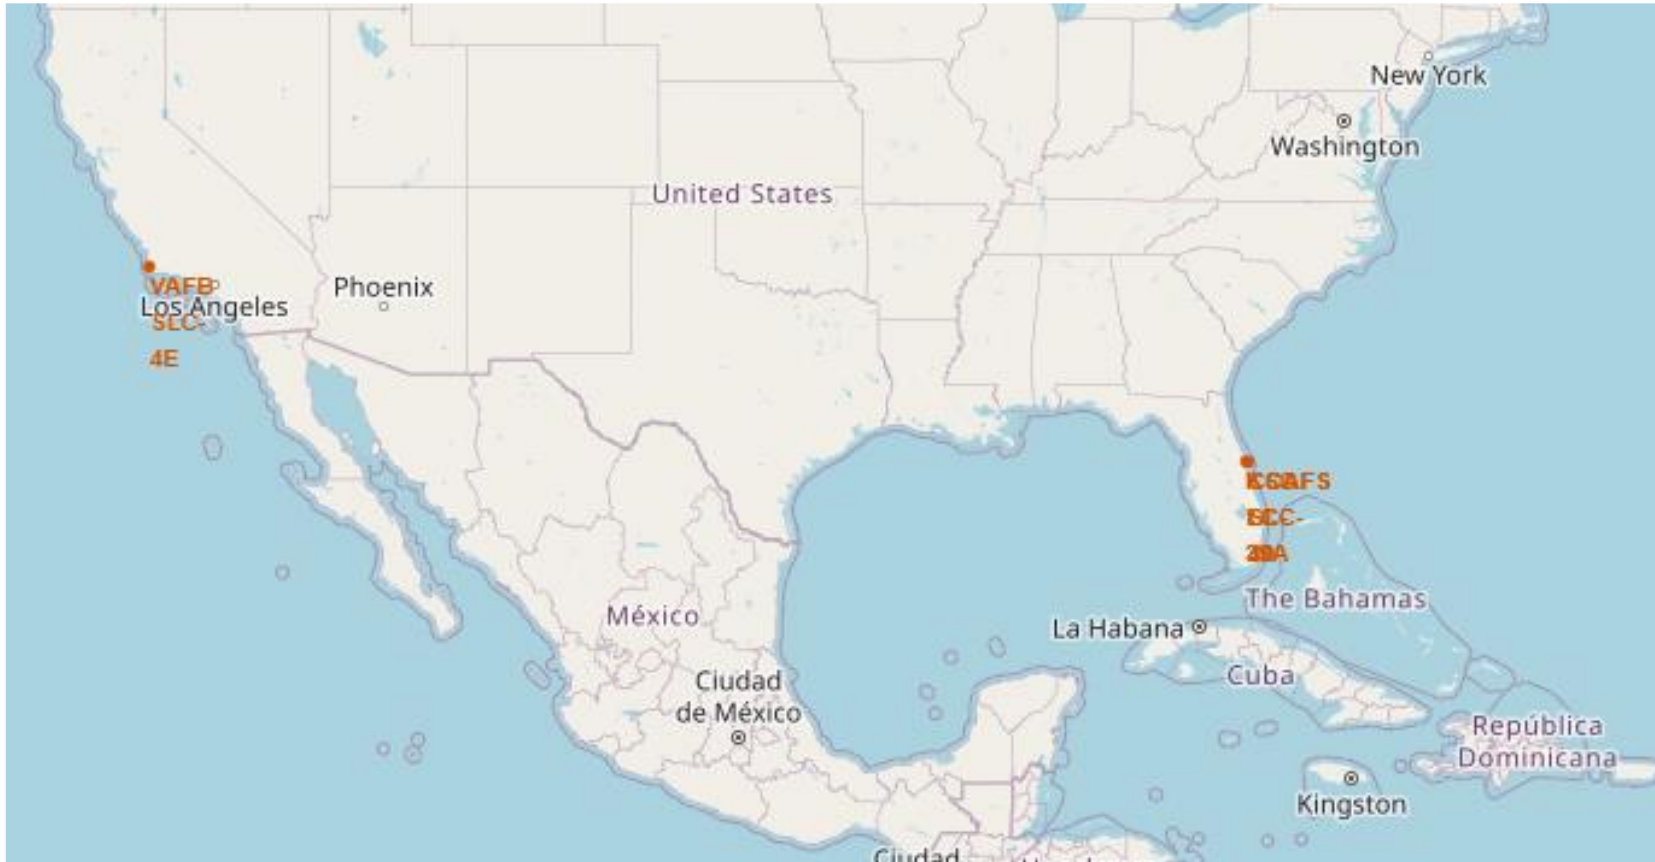 New York
Washington
United States
Phoenix
VAFB
Los Angeles
SLC-
4E
The Bahamas
México
La Habana
Cuba
Ciudad
de México
República
Dominicana
Kingston
Ciudad